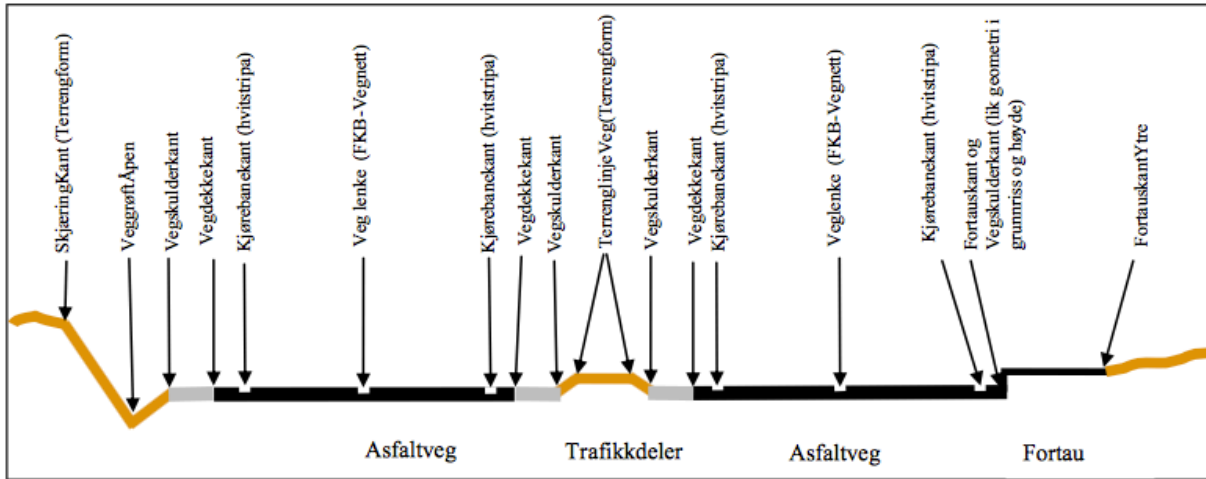 SkjæringKant (Terrengform)
VeggrøftÅpen
Vegskulderkant
Vegdekkekant
Kjørebanekant (hvitstripa)
Veg lenke (FKB-Vegnett)
Kjørebanekant (hvitstripa)
Vegdekkekant
Vegskulderkant
TerrenglinjeVeg(Terrengform)
Vegskulderkant
Vegdekkekant
Kjørebanekant (hvitstripa)
Veglenke (FKB-Vegnett)
Kjørebanekant (hvitstripa)
Fortauskant og
Vegskulderkant (lik geometri i
grunnriss og høyde)
FortauskantYtre
Asfaltveg
Trafikkdeler
Asfaltveg
Fortau